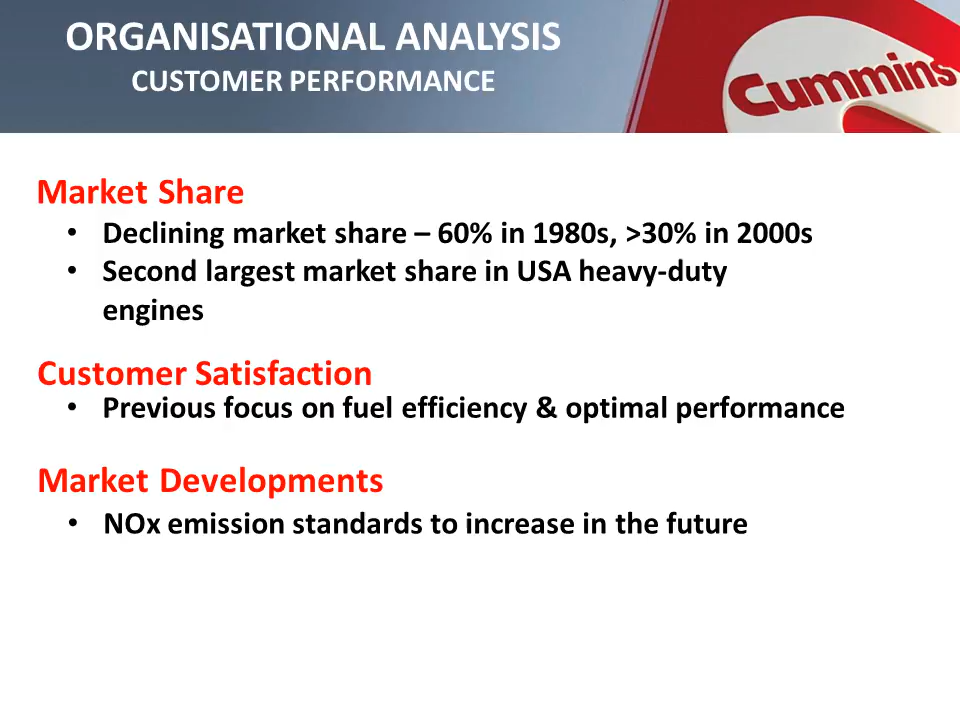 ORGANISATIONAL ANALYSIS
CUSTOMER PERFORMANCE
Cummins
Market Share
• Declining market share – 60% in 1980s, >30% in 2000s
• Second largest market share in USA heavy-duty
engines
Customer Satisfaction
• Previous focus on fuel efficiency & optimal performance
Market Developments
• NOx emission standards to increase in the future